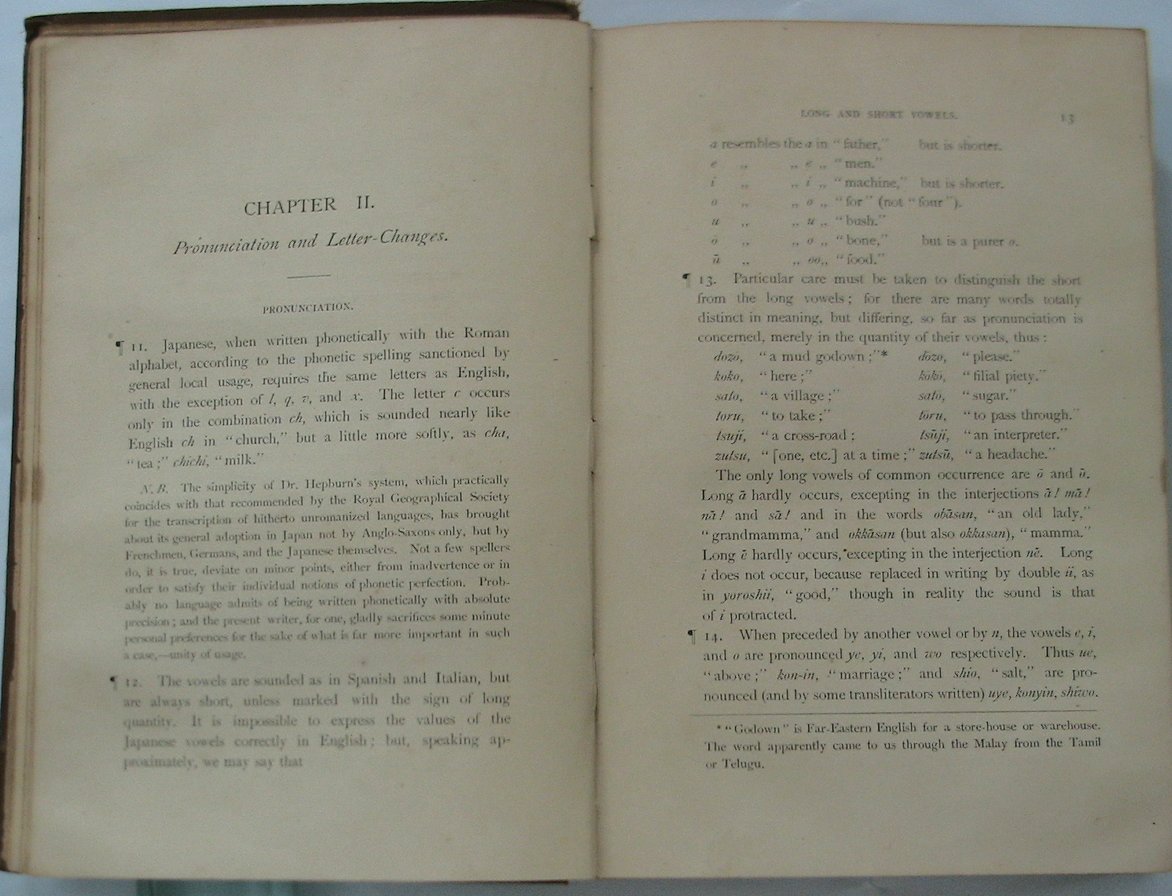 CHAPTER II.
Pronunciation and Letter-Changes.
PRONUNCIATION.
¶ 11. Japanese, when written phonetically with the Roman
alphabet, according to the phonetic spelling sanctioned by
general local usage, requires the same letters as English,
with the exception of l, q, v, and x. The letter c occurs
only in the combination ch, which is sounded nearly like
English ch in “church,” but a little more softly, as cha,
“tea;” chichi, “milk.”
N.B. The simplicity of Dr. Hepburn's system, which practically
coincides with that recommended by the Royal Geographical Society
for the transcription of hitherto unromanized languages, has brought
about its general adoption in Japan not by Anglo-Saxons only, but by
Frenchmen, Germans, and the Japanese themselves. Not a few spellers
do, it is true, deviate on minor points, either from inadvertence or in
order to satisfy their individual notions of phonetic perfection. Prob-
ably no language admits of being written phonetically with absolute
precision; and the present writer, for one, gladly sacrifices some minute
personal preferences for the sake of what is far more important in such
a case,—unity of usage.
¶ 12. The vowels are sounded as in Spanish and Italian, but
are always short, unless marked with the sign of long
quantity. It is impossible to express the values of the
Japanese vowels correctly in English; but, speaking ap-
proximately, we may say that
LONG AND SHORT VOWELS. 13
a resembles the a in “father,” but is shorter.
e „ „ e „ “men.”
i „ „ i „ “machine,” but is shorter.
o „ „ o „ “for” (not “four”).
u „ „ u „ “bush.”
ō „ „ o „ “bone,” but is a purer o.
ū „ „ oo „ “food.”
¶ 13. Particular care must be taken to distinguish the short
from the long vowels; for there are many words totally
distinct in meaning, but differing, so far as pronunciation is
concerned, merely in the quantity of their vowels, thus:
dozō, “a mud godown;”* dōzo, “please.”
koko, “here;” kōkō, “filial piety.”
sato, “a village;” satō, “sugar.”
toru, “to take;” tōru, “to pass through.”
tsuji, “a cross-road; tsūji, “an interpreter.”
zutsu, “[one, etc.] at a time;” zutsū, “a headache.”
The only long vowels of common occurrence are ō and ū.
Long ā hardly occurs, excepting in the interjections ā! mā!
nā! and sā! and in the words obāsan, “an old lady,”
“grandmamma,” and okkāsan (but also okkasan), “mamma.”
Long ē hardly occurs, excepting in the interjection nē. Long
i does not occur, because replaced in writing by double ii, as
in yoroshii, “good,” though in reality the sound is that
of i protracted.
¶ 14. When preceded by another vowel or by n, the vowels e, i,
and o are pronounced ye, yi, and wo respectively. Thus ue,
“above;” kon-in, “marriage;” and shio, “salt,” are pro-
nounced (and by some transliterators written) uye, konyin, shiwo.
* “Godown” is Far-Eastern English for a store-house or warehouse.
The word apparently came to us through the Malay from the Tamil
or Telugu.